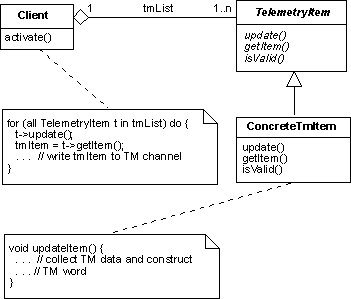 Client
activate()
1
tmList
1..n
TelemetryItem
update()
getItem()
isValid()
for (all TelemetryItem t in tmList) do {
t->update();
tmItem = t->getItem();
. . . // write tmItem to TM channel
}
ConcreteTmItem
update()
getItem()
isValid()
void updateItem() {
. . . // collect TM data and construct
. . . // TM word
}